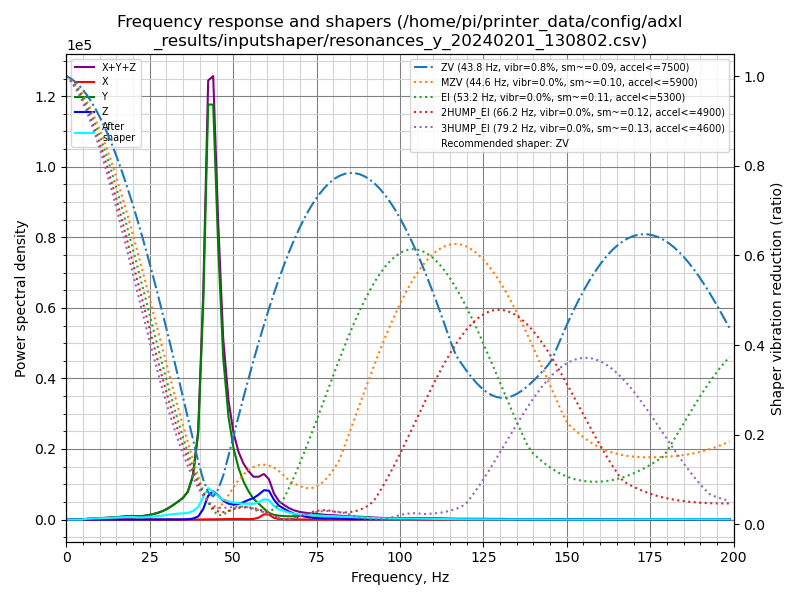 Frequency response and shapers (/home/pi/printer_data/config/adxl
_results/inputshaper/resonances_y_20240201_130802.csv)
1e5
X+Y+Z
X
Y
Z
After
shaper
ZV (43.8 Hz, vibr=0.8%, sm~=0.09, accel<=7500)
MZV (44.6 Hz, vibr=0.0%, sm~=0.10, accel<=5900)
EI (53.2 Hz, vibr=0.0%, sm~=0.11, accel<=5300)
2HUMP_EI (66.2 Hz, vibr=0.0%, sm~=0.12, accel<=4900)
3HUMP_EI (79.2 Hz, vibr=0.0%, sm~=0.13, accel<=4600)
Recommended shaper: ZV
Power spectral density
1.2
1.0
0.8
0.6
0.4
0.2
0.0
1.0
0.8
0.6
0.4
0.2
0.0
Shaper vibration reduction (ratio)
0 25 50 75 100 125 150 175 200
Frequency, Hz